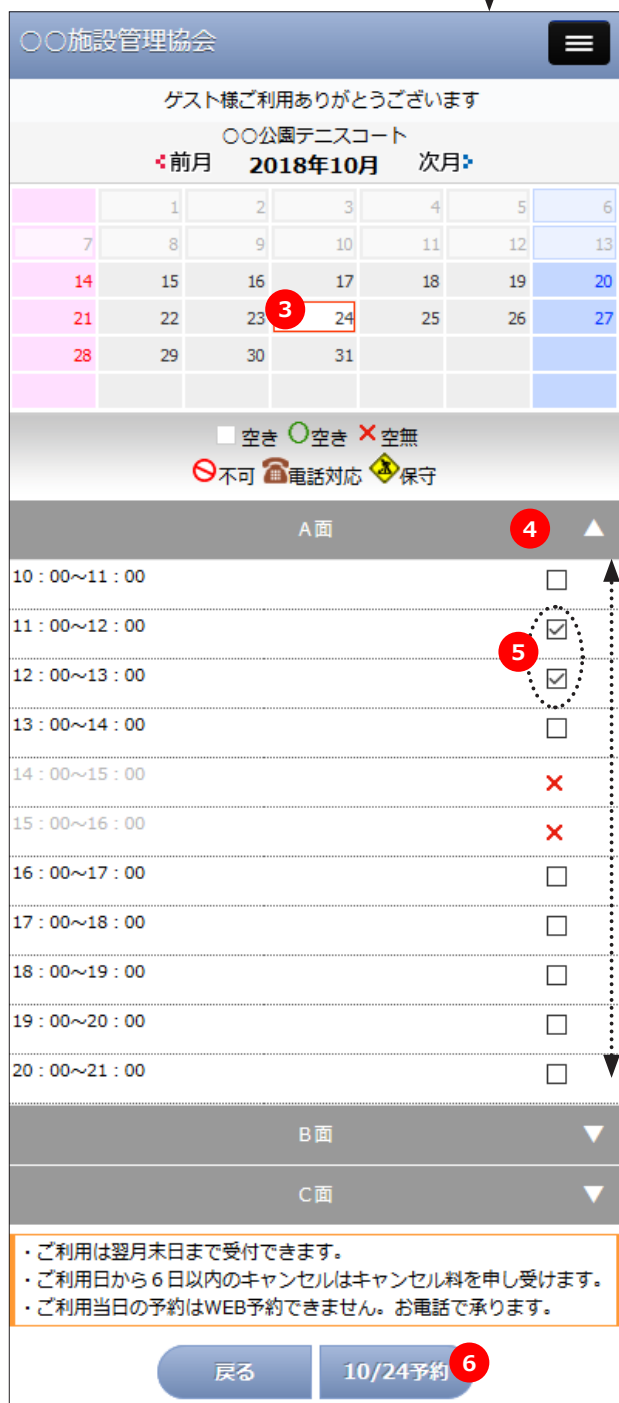 ○○施設管理協会
ゲスト様ご利用ありがとうございます
○○公園テニスコート
前月 2018年10月 次月
1 2 3 4 5 6
7 8 9 10 11 12 13
14 15 16 17 18 19 20
21 22 23 3 24 25 26 27
28 29 30 31
空き 空き 空無
不可 電話対応 保守
A面 4 ▲
10:00~11:00
11:00~12:00
5
12:00~13:00
13:00~14:00
14:00~15:00
15:00~16:00
16:00~17:00
17:00~18:00
18:00~19:00
19:00~20:00
20:00~21:00
B面 ▼
C面 ▼
・ご利用は翌月末日まで受付できます。
・ご利用日から6日以内のキャンセルはキャンセル料を申し受けます。
・ご利用当日の予約はWEB予約できません。お電話で承ります。
戻る 10/24予約 6